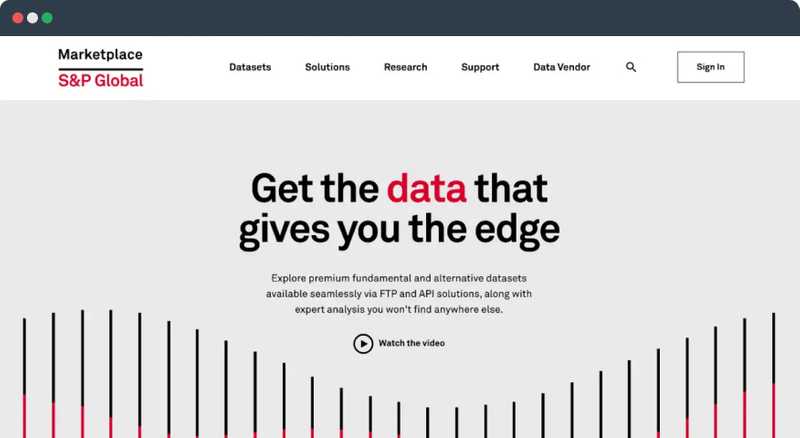 Marketplace
S&P Global
Datasets
Solutions
Research
Support
Data Vendor
Sign In
Get the data that
gives you the edge
Explore premium fundamental and alternative datasets
available seamlessly via FTP and API solutions, along with
expert analysis you won't find anywhere else.
Watch the video